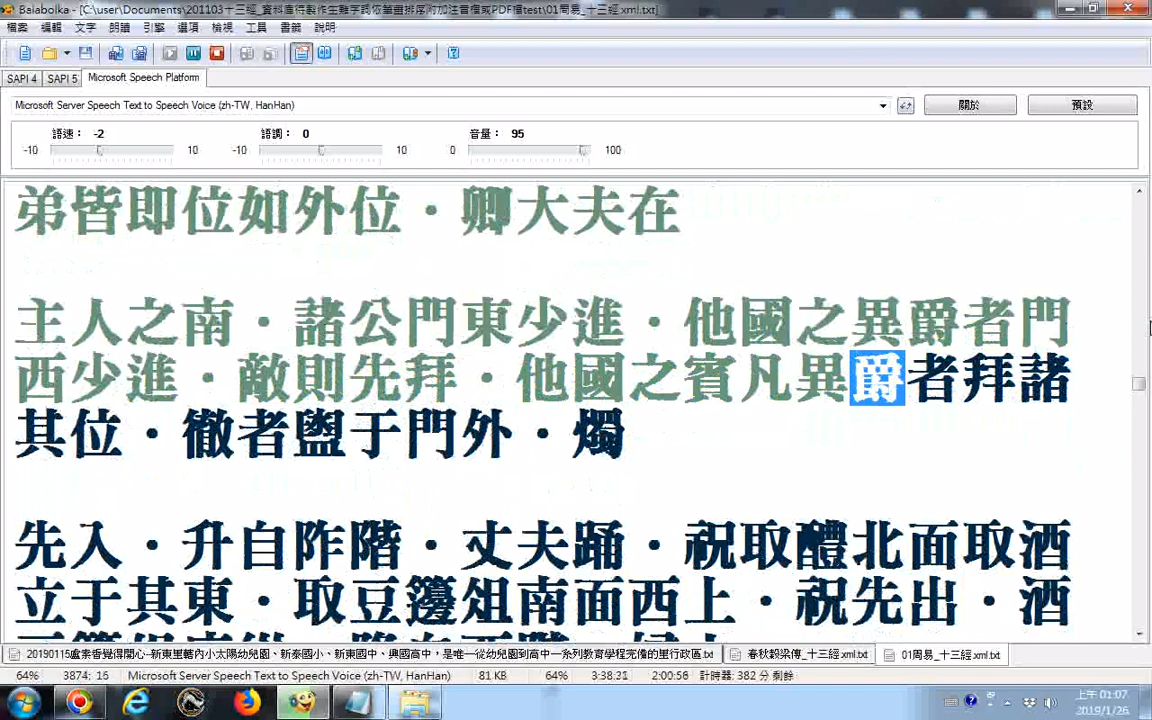 Balabolka - [C:\user\Documents\201103十三經_資料庫待製作生難字詞依筆畫排序附加注音檔或PDF檔test\01周易_十三經xml.txt]
檔案 編輯 文字 朗讀 引擎 選項 檢視 工具 書籤 說明
SAPI 4 SAPI 5 Microsoft Speech Platform
Microsoft Server Speech Text to Speech Voice (zh-TW, HanHan) 關於 預設
語速： -2 語調： 0 音量： 95
-10 10 -10 10 0 100
弟皆即位如外位．卿大夫在
主人之南．諸公門東少進．他國之異爵者門
西少進．敵則先拜．他國之賓凡異爵者拜諸
其位．徹者盥于門外．燭
先入．升自阼階．丈夫踊．祝取醴北面取酒
立于其東．取豆籩俎南面西上．祝先出．酒
20190115盧素香覺得開心--新東里轄內小太陽幼兒園、新泰國小、新東國中、興國高中，是唯一從幼兒園到高中一系列教育學程完備的里行政區.txt 春秋穀梁傳_十三經xml.txt 01周易_十三經xml.txt
64% 3874: 16 Microsoft Server Speech Text to Speech Voice (zh-TW, HanHan) 81 KB 64% 3:38:31 2:00:58 計時器: 382 分 剩餘
上午 01:07
2019/1/26